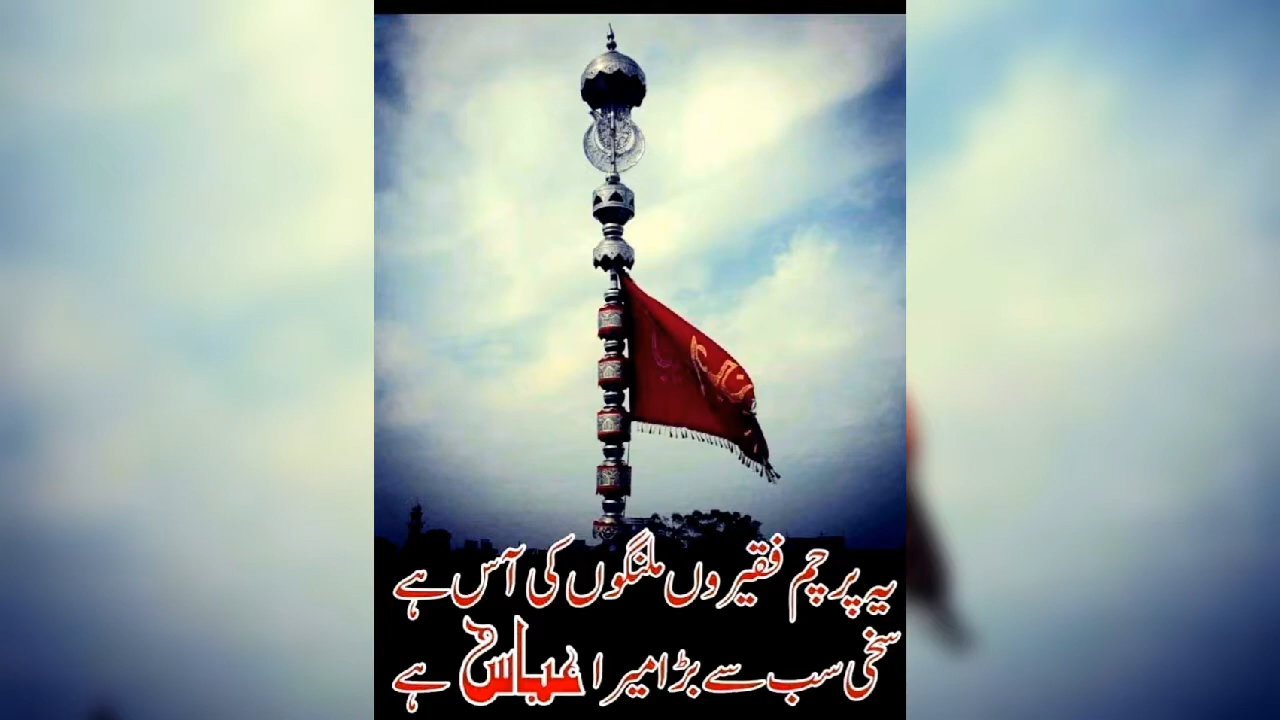 یہ پرچم فقیروں ملنگوں کی آس ہے
سخی سب سے بڑا میرا عباسؑ ہے